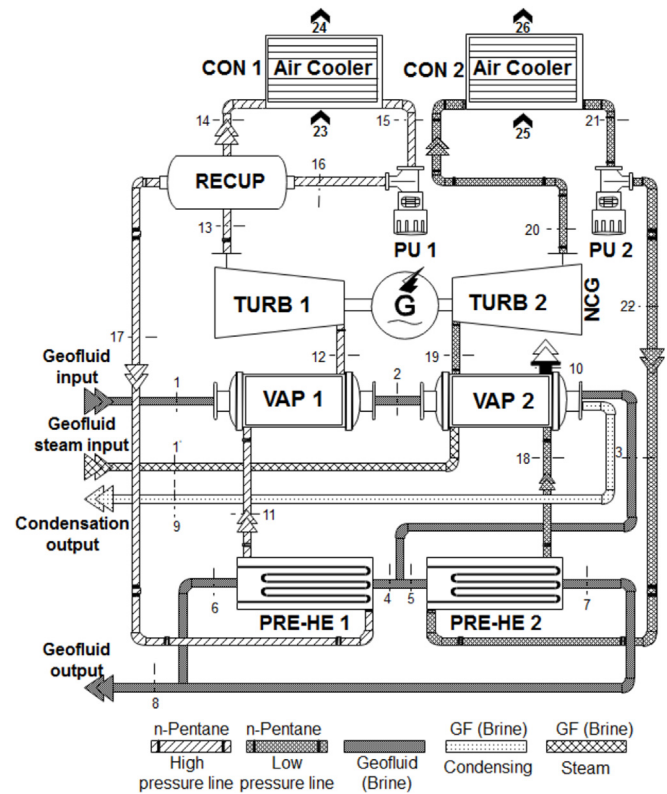 24
26
CON 1
Air Cooler
CON 2
Air Cooler
14
23
15
25
21
16
RECUP
13
PU 1
20
PU 2
TURB 1
G
TURB 2
NCG
22
17
12
19
Geofluid
input
1
2
10
VAP 1
VAP 2
Geofluid
steam input
1'
18
3
Condensation
output
9
11
6
4
5
7
PRE-HE 1
PRE-HE 2
Geofluid
output
8
n-Pentane
High
pressure line
n-Pentane
Low
pressure line
Geofluid
(Brine)
GF (Brine)
Condensing
GF (Brine)
Steam